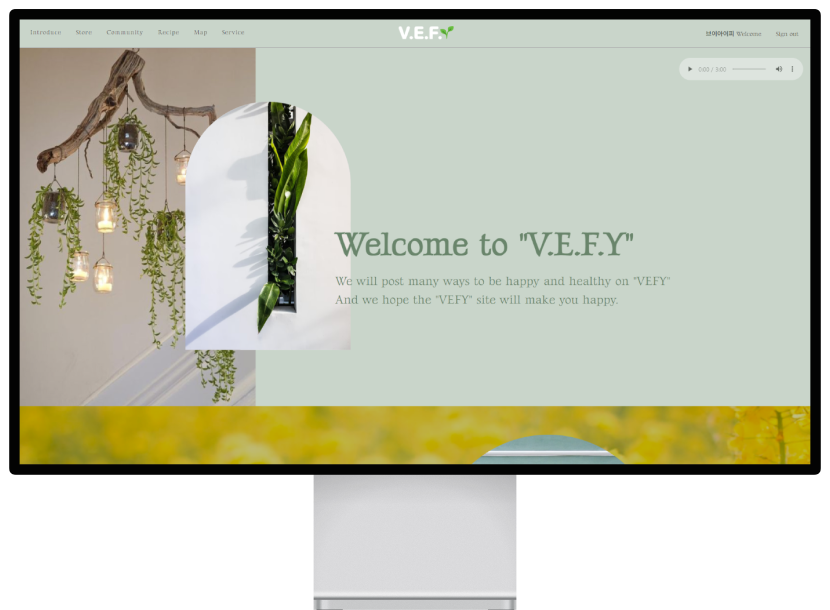 Introduce Store Community Recipe Map Service
V.E.F.Y
브이아이피 Welcome Sign out
0:00 / 0:00
Welcome to "V.E.F.Y"
We will post many ways to be happy and healthy on "VEFY"
And we hope the "VEFY" site will make you happy.